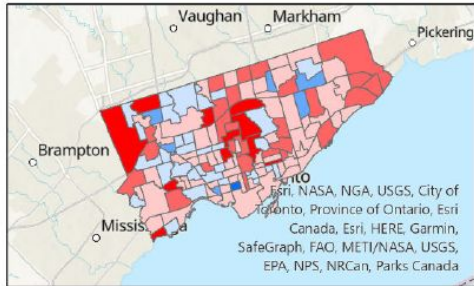 Vaughan
Markham
Pickering
Brampton
nto
Esri, NASA, NGA, USGS, City of
Toronto, Province of Ontario, Esri
Canada, Esri, HERE, Garmin,
SafeGraph, FAO, METI/NASA, USGS,
EPA, NPS, NRCan, Parks Canada